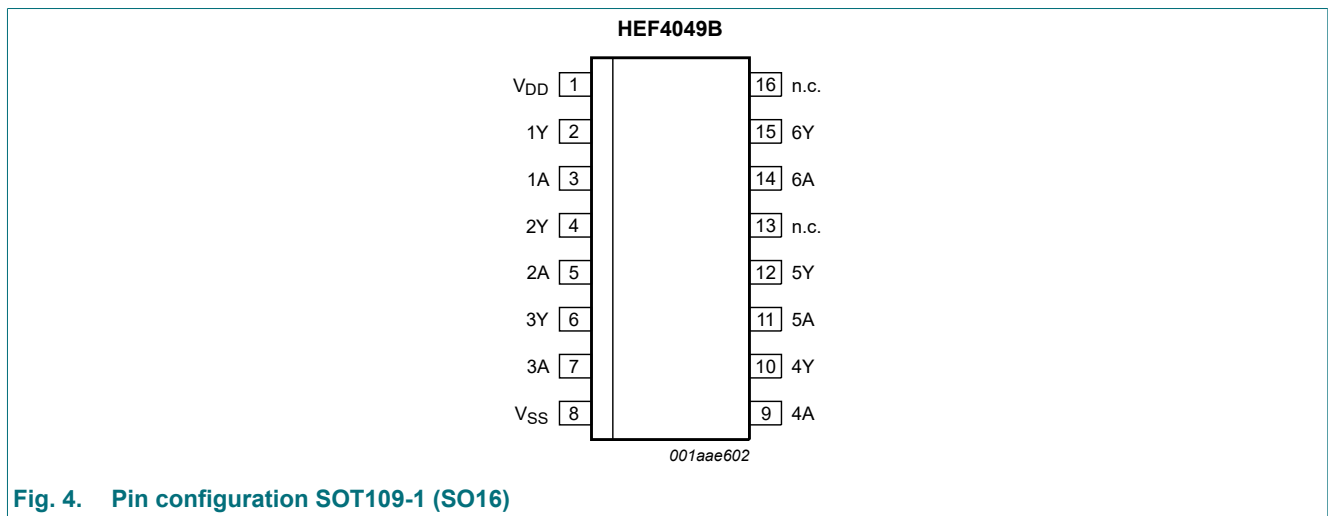 HEF4049B
VDD 1 16 n.c.
1Y 2 15 6Y
1A 3 14 6A
2Y 4 13 n.c.
2A 5 12 5Y
3Y 6 11 5A
3A 7 10 4Y
VSS 8 9 4A
001aae602
Fig. 4. Pin configuration SOT109-1 (SO16)